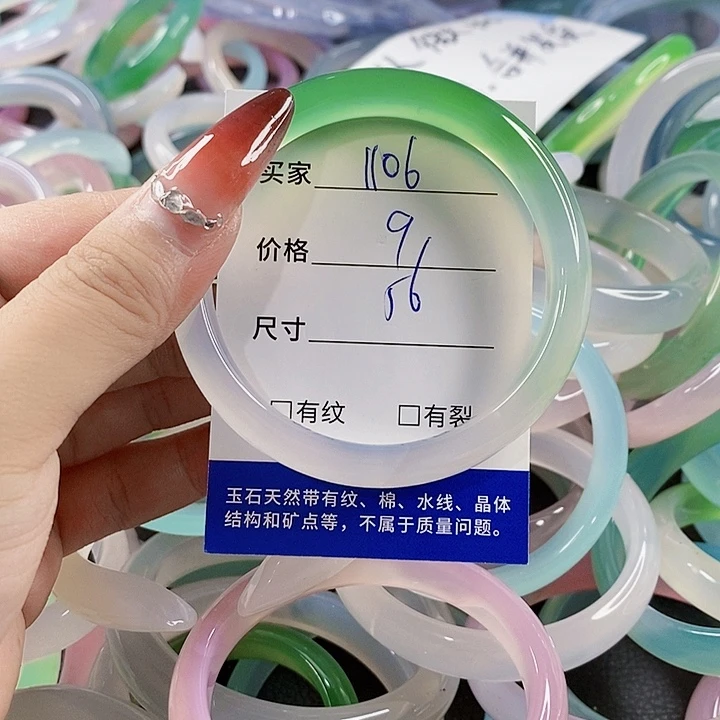 买家 1106
价格 9/
56
尺寸
□有纹 □有裂
玉石天然带有纹、棉、水线、晶体
结构和矿点等，不属于质量问题。